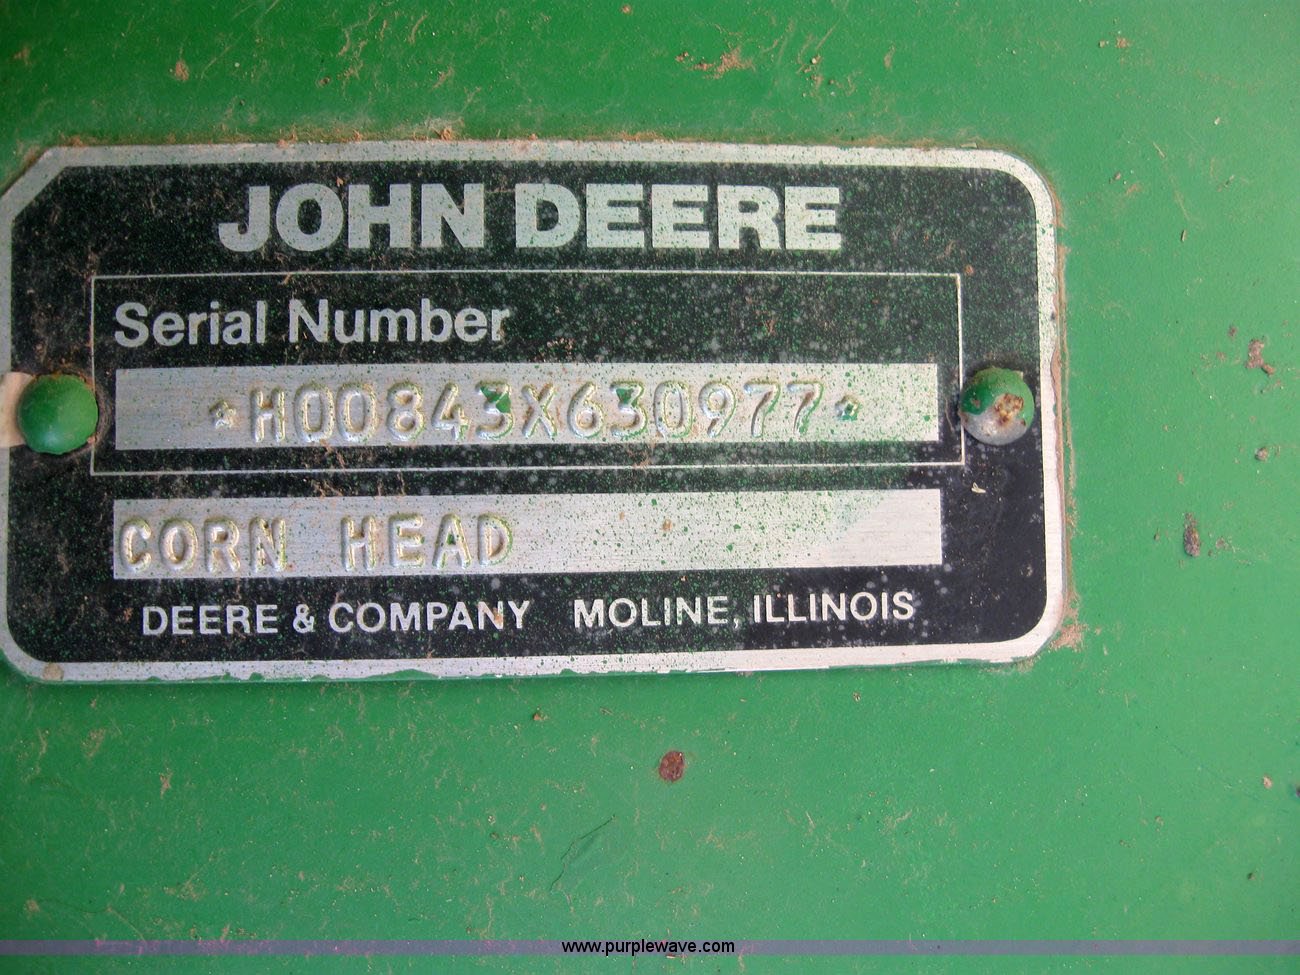 JOHN DEERE
Serial Number
*H00843X630977*
CORN HEAD
DEERE & COMPANY MOLINE, ILLINOIS
www.purplewave.com